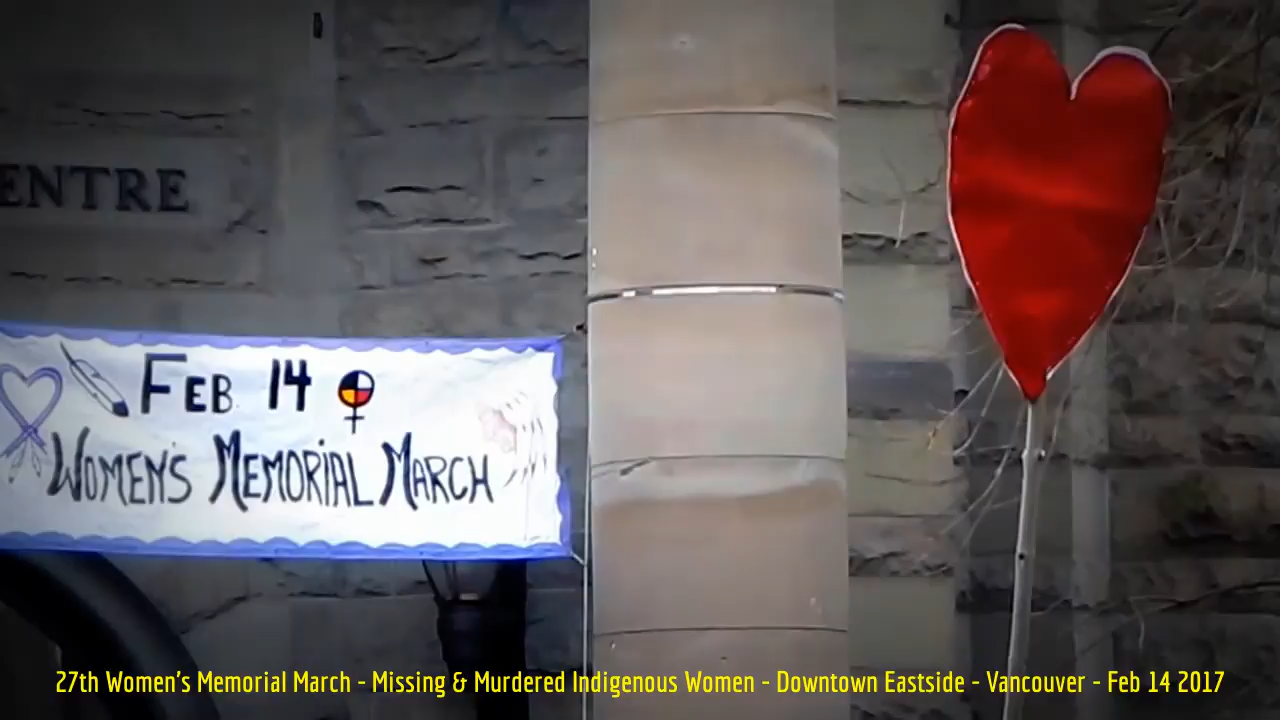 ENTRE
FEB 14
WOMEN'S MEMORIAL MARCH
27th Women's Memorial March - Missing & Murdered Indigenous Women - Downtown Eastside - Vancouver - Feb 14 2017